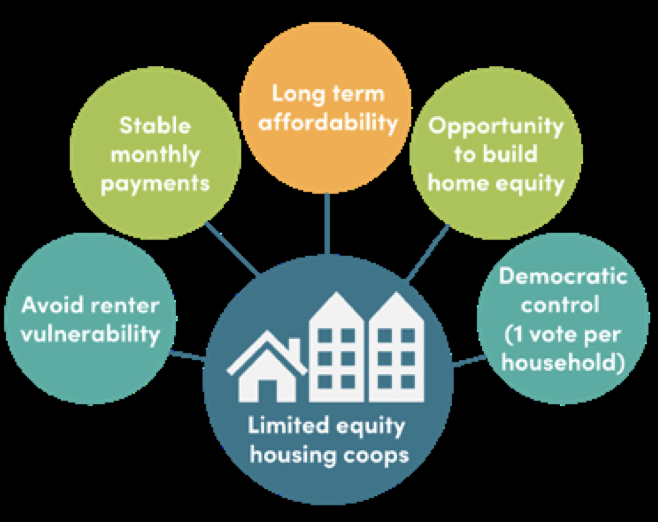 Long term
affordability
Stable
monthly
payments
Opportunity
to build
home equity
Avoid renter
vulnerability
Democratic
control
(1 vote per
household)
Limited equity
housing coops